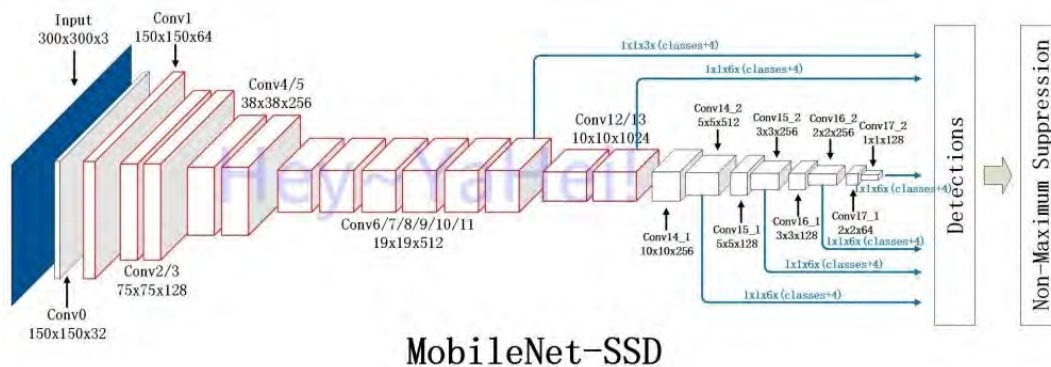 Input
300x300x3
Conv1
150x150x64
Conv4/5
38x38x256
Conv12/13
10x10x1024
Conv14_2
5x5x512
Conv15_2
3x3x256
Conv16_2
2x2x256
Conv17_2
1x1x128
1x1x3x(classes+4)
1x1x6x(classes+4)
1x1x6x(classes+4)
1x1x6x(classes+4)
1x1x6x(classes+4)
1x1x6x(classes+4)
Hey~YaHei!
Conv0
150x150x32
Conv2/3
75x75x128
Conv6/7/8/9/10/11
19x19x512
Conv14_1
10x10x256
Conv15_1
5x5x128
Conv16_1
3x3x128
Conv17_1
2x2x64
Detections
Non-Maximum Suppression
MobileNet-SSD